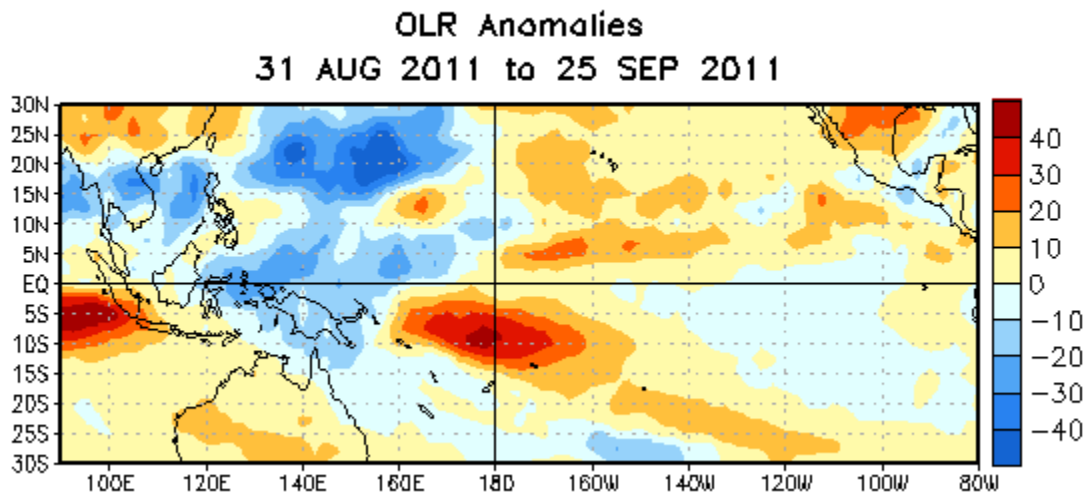 OLR Anomalies
31 AUG 2011 to 25 SEP 2011
30N
25N
20N
15N
10N
5N
EQ
5S
10S
15S
20S
25S
30S
100E 120E 140E 160E 180 160W 140W 120W 100W 80W
40
30
20
10
0
-10
-20
-30
-40